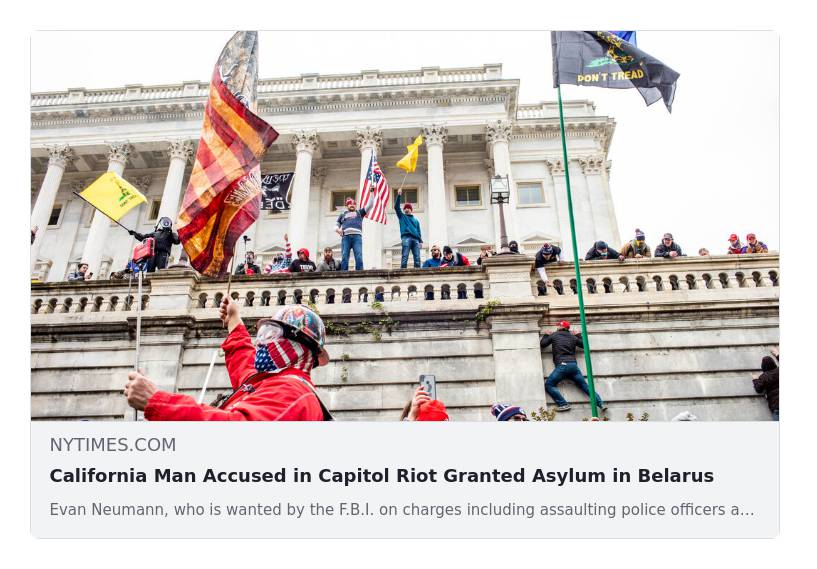 DON'T TREAD
NYTIMES.COM
California Man Accused in Capitol Riot Granted Asylum in Belarus
Evan Neumann, who is wanted by the F.B.I. on charges including assaulting police officers a...